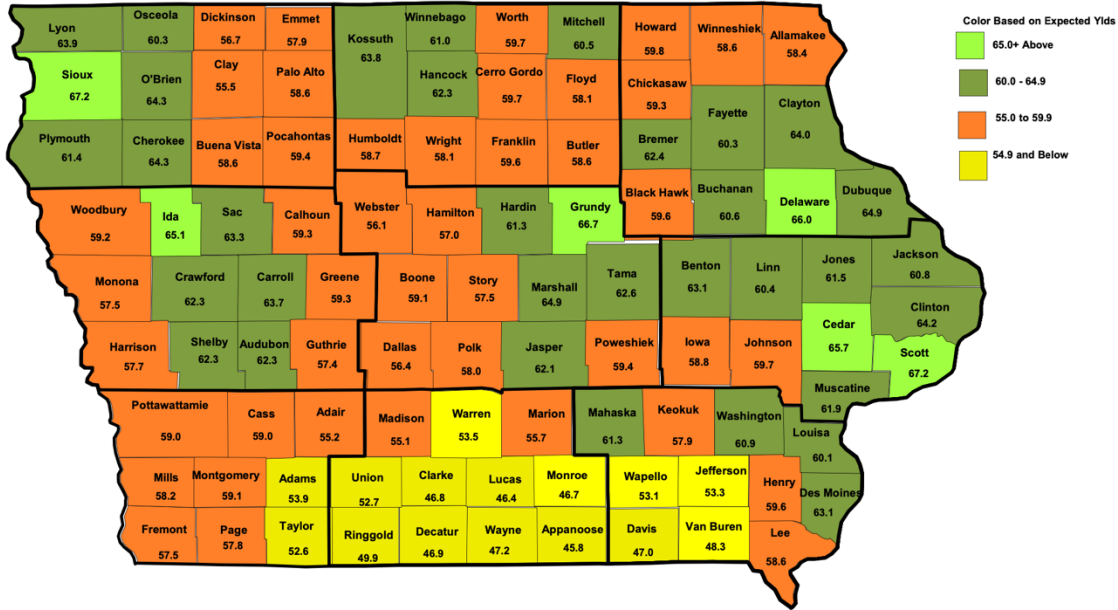 Color Based on Expected Ylds
65.0+ Above
60.0 - 64.9
55.0 to 59.9
54.9 and Below
Lyon
63.9
Osceola
60.3
Dickinson
56.7
Emmet
57.9
Kossuth
63.8
Winnebago
61.0
Worth
59.7
Mitchell
60.5
Howard
59.8
Winneshiek
58.6
Allamakee
58.4
Sioux
67.2
O'Brien
64.3
Clay
55.5
Palo Alto
58.6
Hancock
62.3
Cerro Gordo
59.7
Floyd
58.1
Chickasaw
59.3
Fayette
60.3
Clayton
64.0
Plymouth
61.4
Cherokee
64.3
Buena Vista
58.6
Pocahontas
59.4
Humboldt
58.7
Wright
58.1
Franklin
59.6
Butler
58.6
Bremer
62.4
Woodbury
59.2
Ida
65.1
Sac
63.3
Calhoun
59.3
Webster
56.1
Hamilton
57.0
Hardin
61.3
Grundy
66.7
Black Hawk
59.6
Buchanan
60.6
Delaware
66.0
Dubuque
64.9
Monona
57.5
Crawford
62.3
Carroll
63.7
Greene
59.3
Boone
59.1
Story
57.5
Marshall
64.9
Tama
62.6
Benton
63.1
Linn
60.4
Jones
61.5
Jackson
60.8
Clinton
64.2
Harrison
57.7
Shelby
62.3
Audubon
62.3
Guthrie
57.4
Dallas
56.4
Polk
58.0
Jasper
62.1
Poweshiek
59.4
Iowa
58.8
Johnson
59.7
Cedar
65.7
Scott
67.2
Muscatine
61.9
Pottawattamie
59.0
Cass
59.0
Adair
55.2
Madison
55.1
Warren
53.5
Marion
55.7
Mahaska
61.3
Keokuk
57.9
Washington
60.9
Louisa
60.1
Mills
58.2
Montgomery
59.1
Adams
53.9
Union
52.7
Clarke
46.8
Lucas
46.4
Monroe
46.7
Wapello
53.1
Jefferson
53.3
Henry
59.6
Des Moines
63.1
Fremont
57.5
Page
57.8
Taylor
52.6
Ringgold
49.9
Decatur
46.9
Wayne
47.2
Appanoose
45.8
Davis
47.0
Van Buren
48.3
Lee
58.6